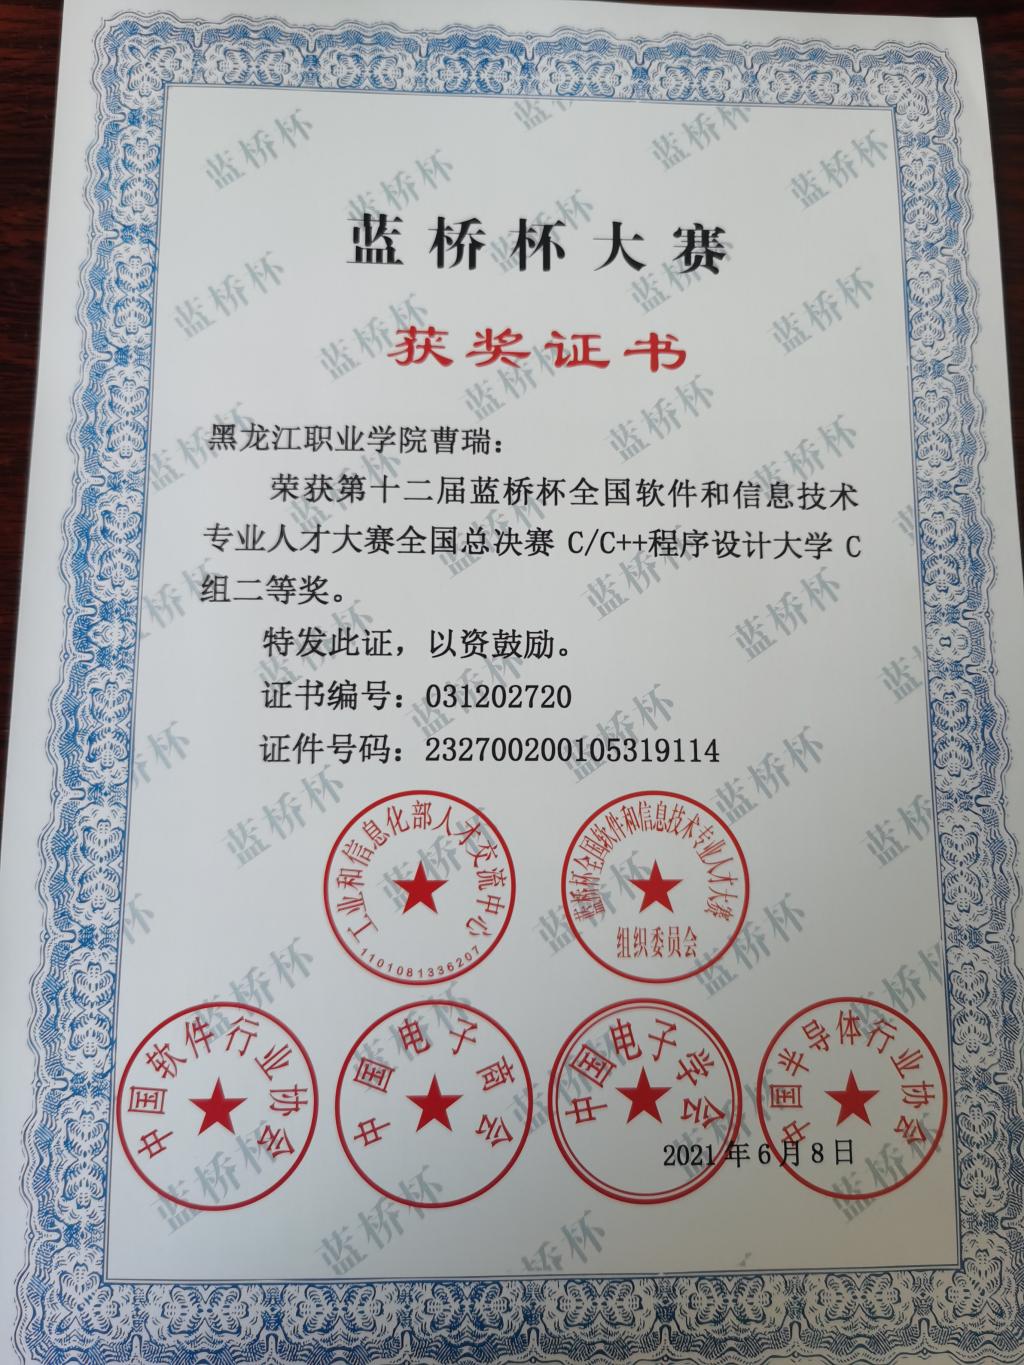 蓝桥杯大赛
获奖证书
黑龙江职业学院曹瑞：
荣获第十二届蓝桥杯全国软件和信息技术
专业人才大赛全国总决赛 C/C++程序设计大学 C
组二等奖。
特发此证，以资鼓励。
证书编号：031202720
证件号码：232700200105319114
工业和信息化部人才交流中心
1101081336207
蓝桥杯全国软件和信息技术专业人才大赛
组织委员会
中国软件行业协会
中国电子商会
中国电子学会
中国半导体行业协会
2021 年 6 月 8 日